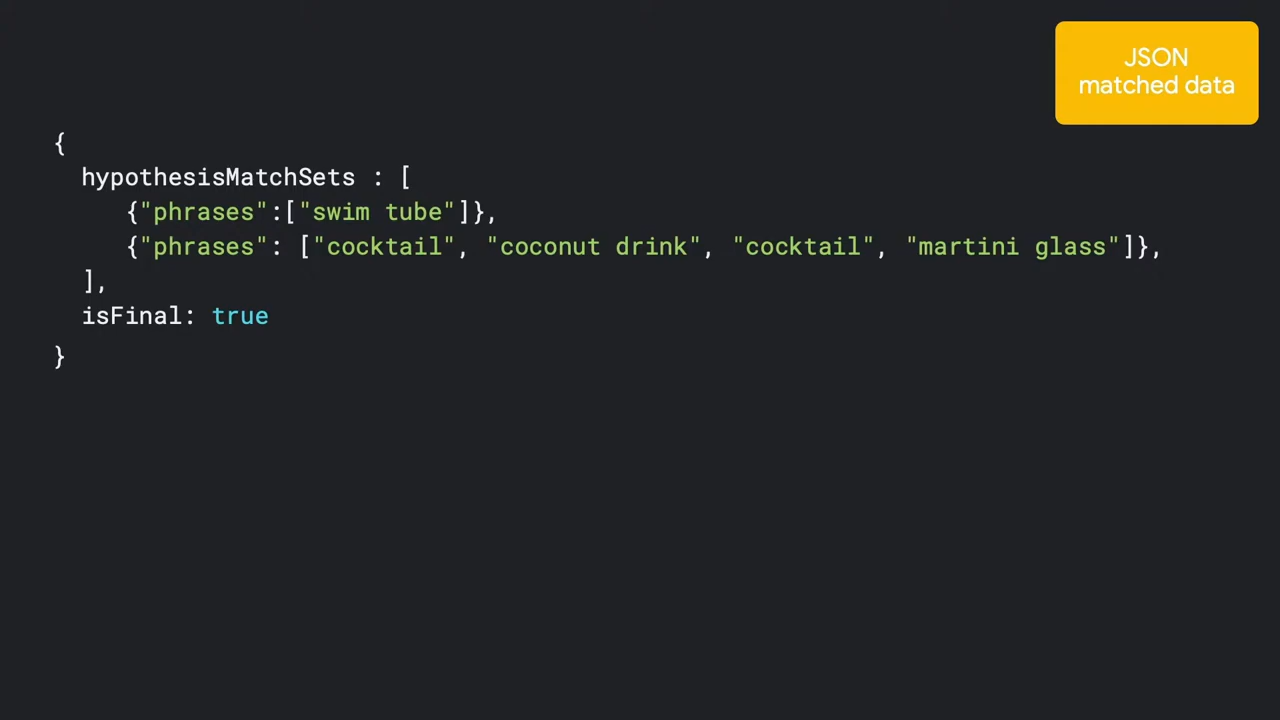 JSON
matched data
{
hypothesisMatchSets : [
{"phrases":["swim tube"]},
{"phrases": ["cocktail", "coconut drink", "cocktail", "martini glass"]},
],
isFinal: true
}